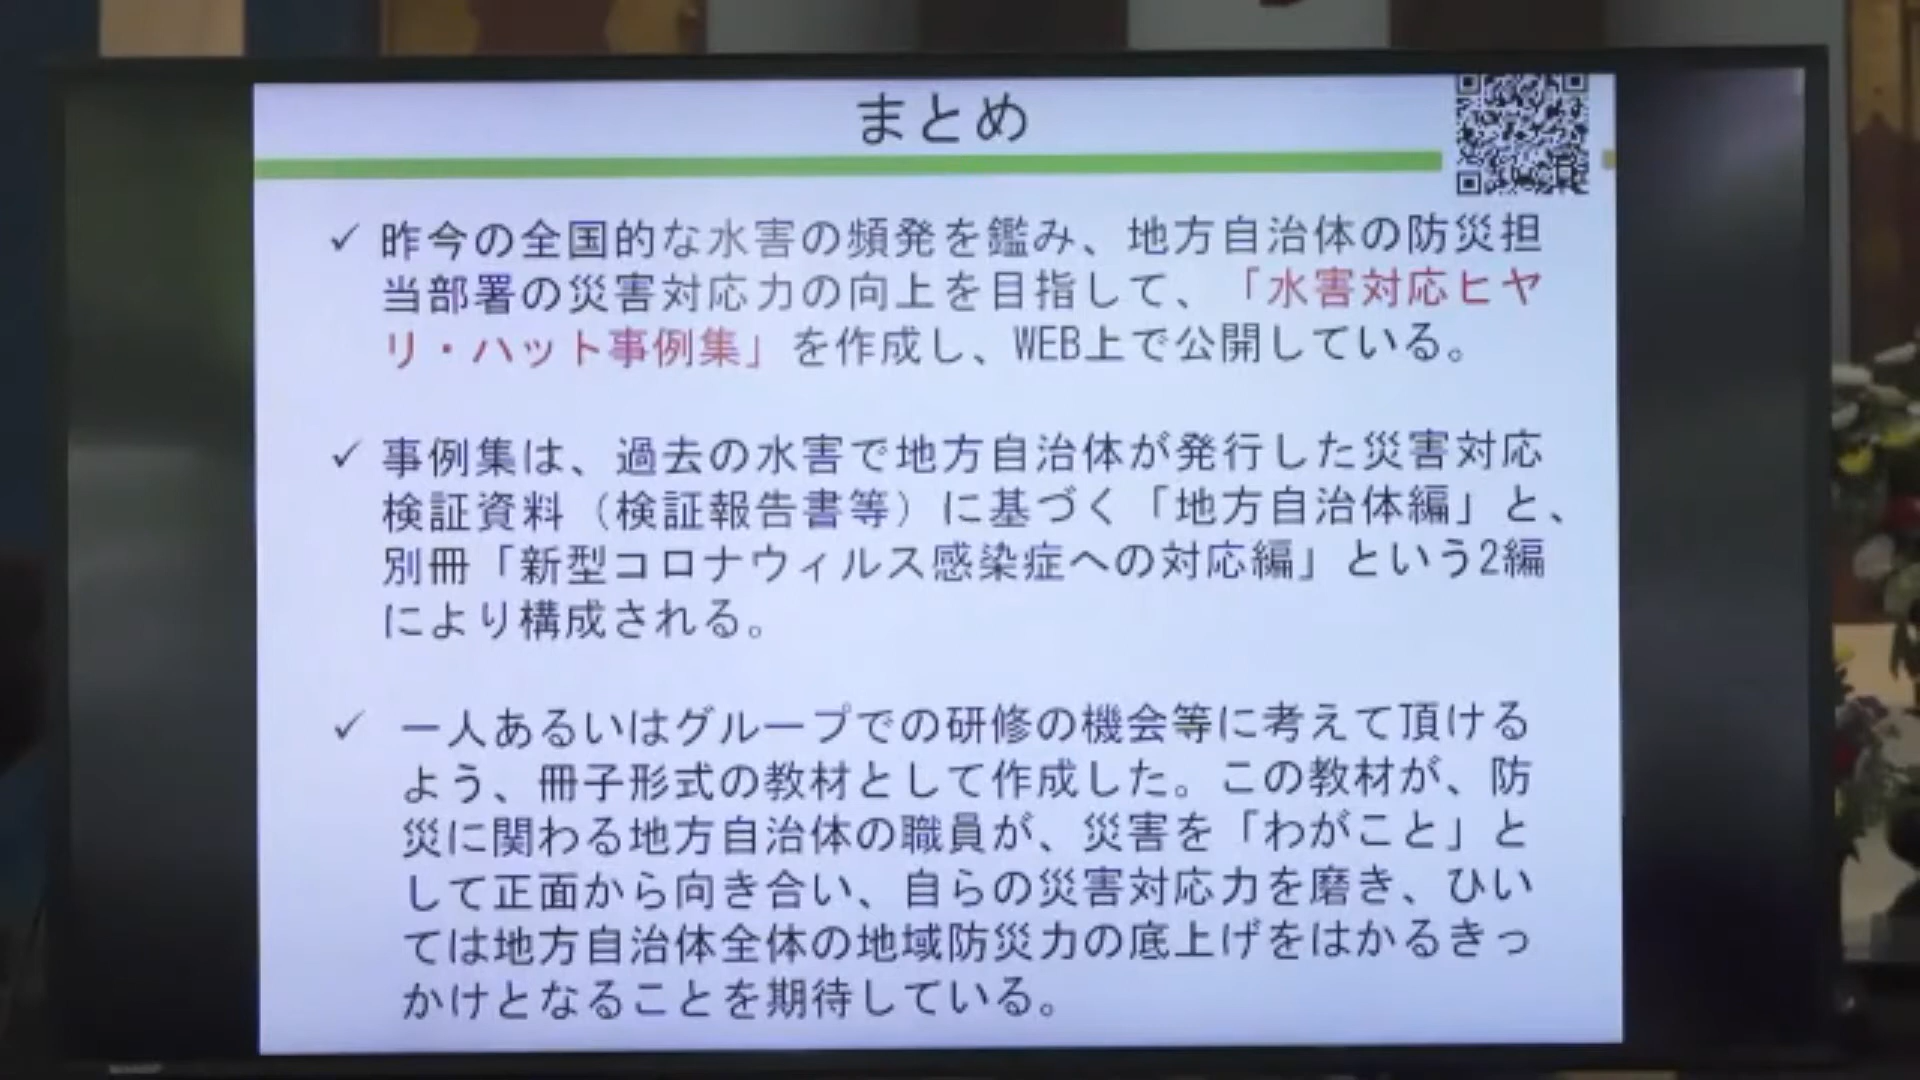 まとめ
✓ 昨今の全国的な水害の頻発を鑑み、地方自治体の防災担
当部署の災害対応力の向上を目指して、「水害対応ヒヤ
リ・ハット事例集」を作成し、WEB上で公開している。
✓ 事例集は、過去の水害で地方自治体が発行した災害対応
検証資料（検証報告書等）に基づく「地方自治体編」と、
別冊「新型コロナウィルス感染症への対応編」という2編
により構成される。
✓ 一人あるいはグループでの研修の機会等に考えて頂ける
よう、冊子形式の教材として作成した。この教材が、防
災に関わる地方自治体の職員が、災害を「わがこと」と
して正面から向き合い、自らの災害対応力を磨き、ひい
ては地方自治体全体の地域防災力の底上げをはかるきっ
かけとなることを期待している。